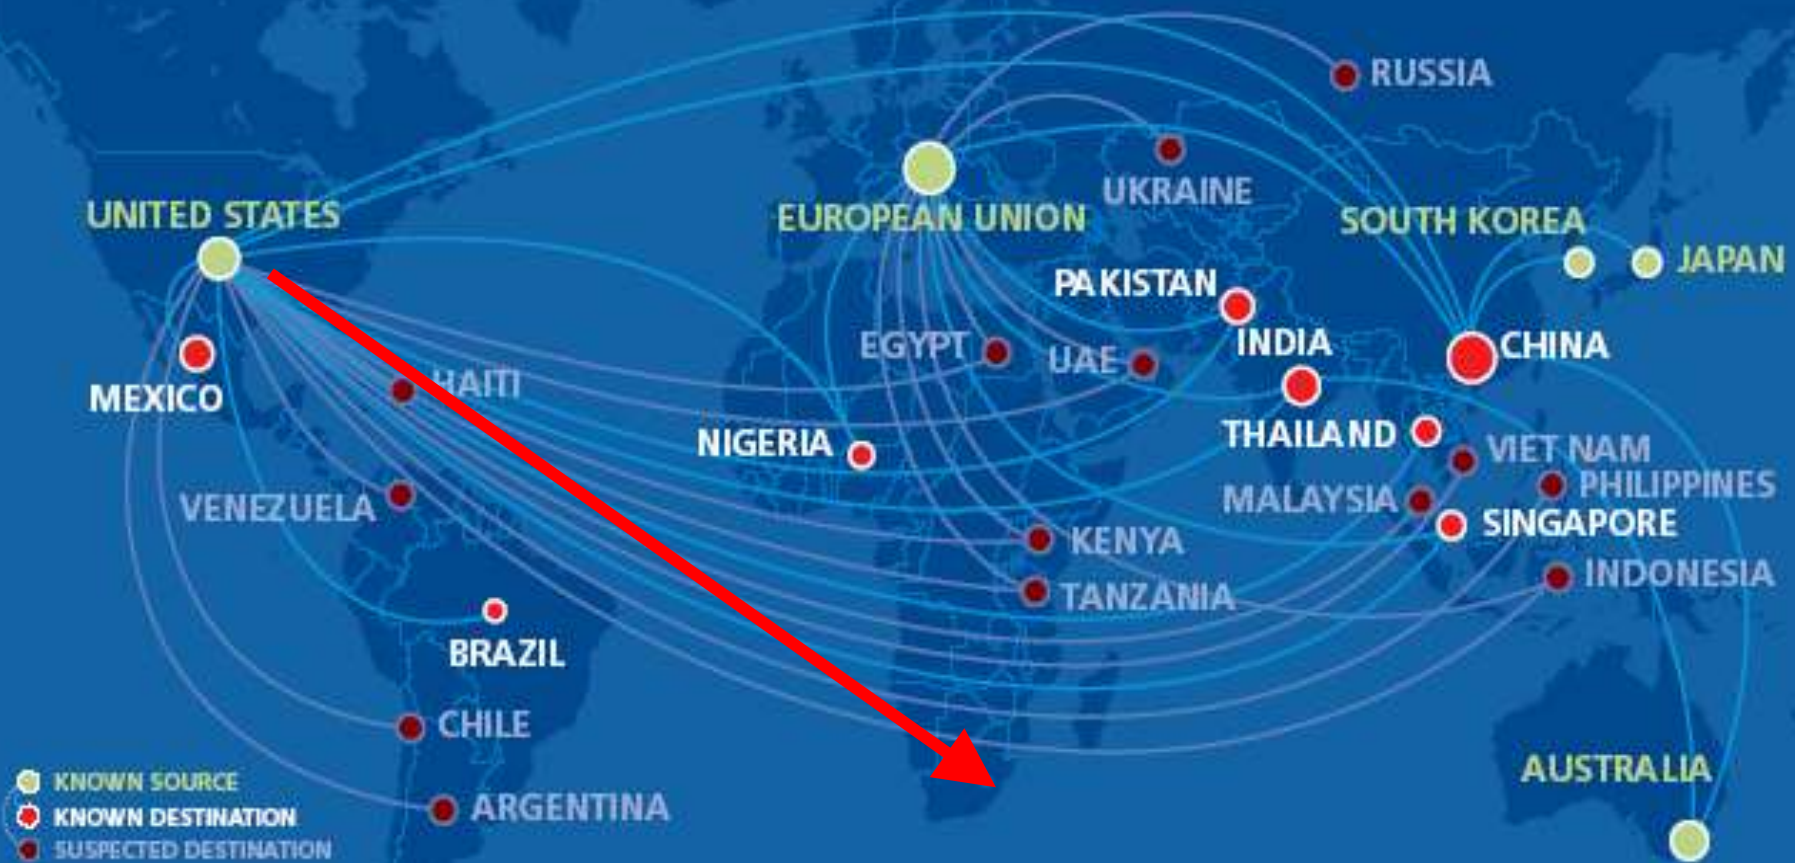 RUSSIA
UKRAINE
UNITED STATES
EUROPEAN UNION
SOUTH KOREA
JAPAN
PAKISTAN
EGYPT
UAE
INDIA
CHINA
MEXICO
HAITI
NIGERIA
THAILAND
VIET NAM
VENEZUELA
MALAYSIA
PHILIPPINES
SINGAPORE
KENYA
TANZANIA
INDONESIA
BRAZIL
CHILE
AUSTRALIA
ARGENTINA
KNOWN SOURCE
KNOWN DESTINATION
SUSPECTED DESTINATION